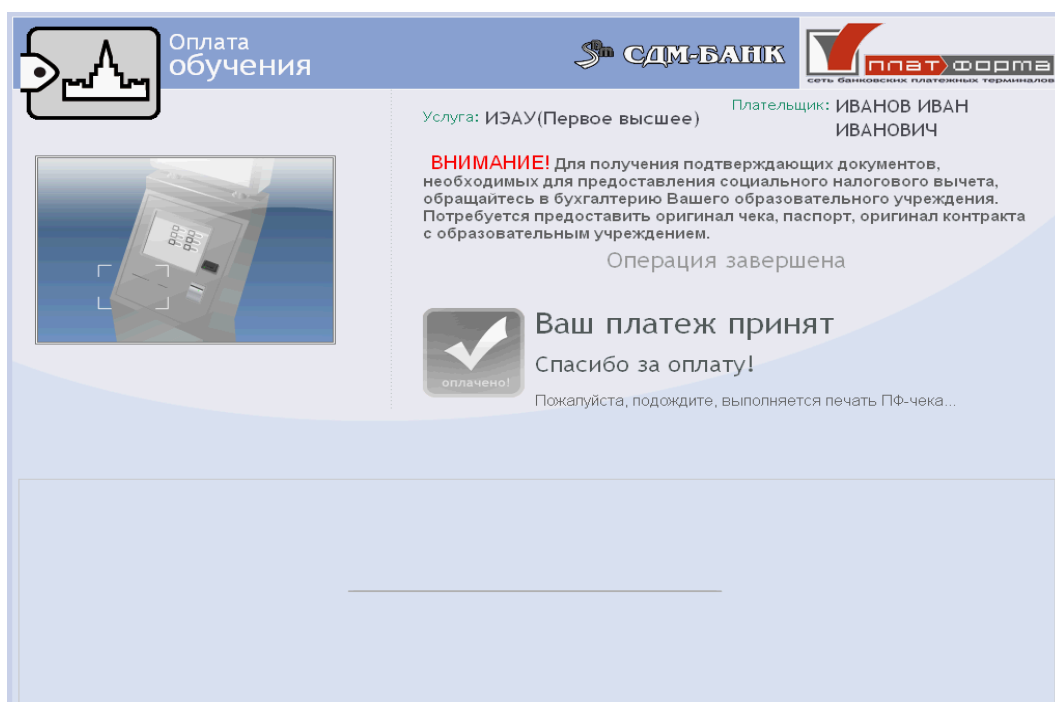 Оплата
обучения
СДМ-БАНК
ПЛАТ ФОРМА
сеть банковских платежных терминалов
Услуга: ИЭАУ(Первое высшее)
Плательщик: ИВАНОВ ИВАН
ИВАНОВИЧ
ВНИМАНИЕ! Для получения подтверждающих документов,
необходимых для предоставления социального налогового вычета,
обращайтесь в бухгалтерию Вашего образовательного учреждения.
Потребуется предоставить оригинал чека, паспорт, оригинал контракта
с образовательным учреждением.
Операция завершена
Ваш платеж принят
Спасибо за оплату!
оплачено!
Пожалуйста, подождите, выполняется печать ПФ-чека...